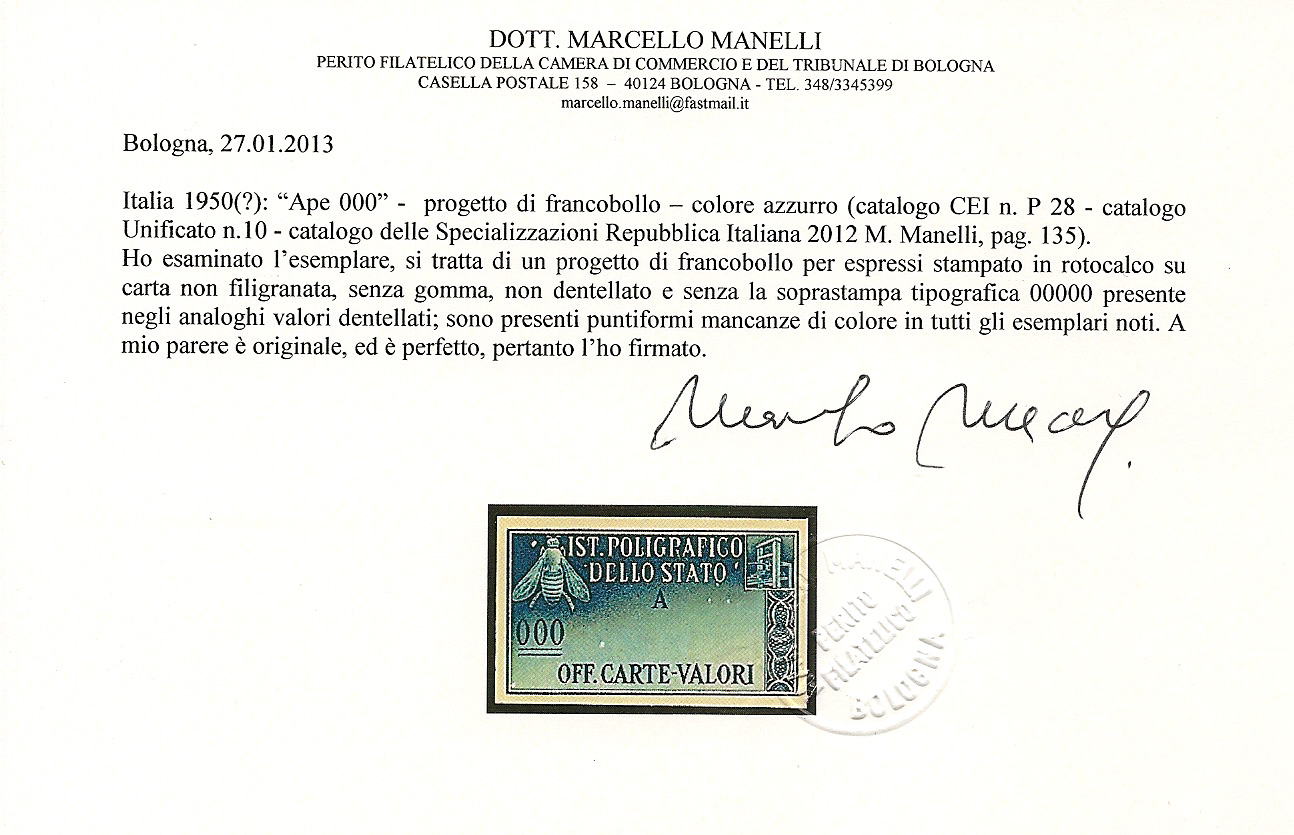 DOTT. MARCELLO MANELLI
PERITO FILATELICO DELLA CAMERA DI COMMERCIO E DEL TRIBUNALE DI BOLOGNA
CASELLA POSTALE 158 – 40124 BOLOGNA - TEL. 348/3345399
marcello.manelli@fastmail.it
Bologna, 27.01.2013
Italia 1950(?): “Ape 000” - progetto di francobollo – colore azzurro (catalogo CEI n. P 28 - catalogo
Unificato n.10 - catalogo delle Specializzazioni Repubblica Italiana 2012 M. Manelli, pag. 135).
Ho esaminato l’esemplare, si tratta di un progetto di francobollo per espressi stampato in rotocalco su
carta non filigranata, senza gomma, non dentellato e senza la soprastampa tipografica 00000 presente
negli analoghi valori dentellati; sono presenti puntiformi mancanze di colore in tutti gli esemplari noti. A
mio parere è originale, ed è perfetto, pertanto l’ho firmato.
IST. POLIGRAFICO
DELLO STATO
A
000
OFF. CARTE-VALORI
MANELLI
PERITO
FILATELICO
BOLOGNA